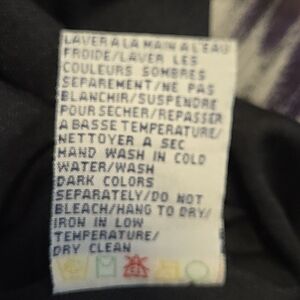 LAVER A LA MAIN A L'EAU
FROIDE/LAVER LES
COULEURS SOMBRES
SEPAREMENT/NE PAS
BLANCHIR/SUSPENDRE
POUR SECHER/REPASSER
A BASSE TEMPERATURE/
NETTOYER A SEC
HAND WASH IN COLD
WATER/WASH
DARK COLORS
SEPARATELY/DO NOT
BLEACH/HANG TO DRY/
IRON IN LOW
TEMPERATURE/
DRY CLEAN